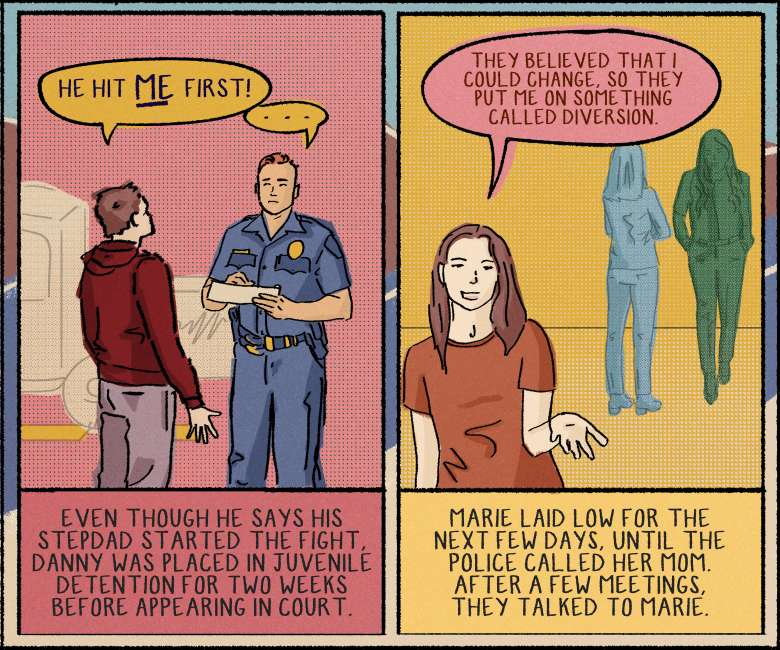 HE HIT ME FIRST!
. . .
EVEN THOUGH HE SAYS HIS
STEPDAD STARTED THE FIGHT,
DANNY WAS PLACED IN JUVENILE
DETENTION FOR TWO WEEKS
BEFORE APPEARING IN COURT.
THEY BELIEVED THAT I
COULD CHANGE, SO THEY
PUT ME ON SOMETHING
CALLED DIVERSION.
MARIE LAID LOW FOR THE
NEXT FEW DAYS, UNTIL THE
POLICE CALLED HER MOM.
AFTER A FEW MEETINGS,
THEY TALKED TO MARIE.